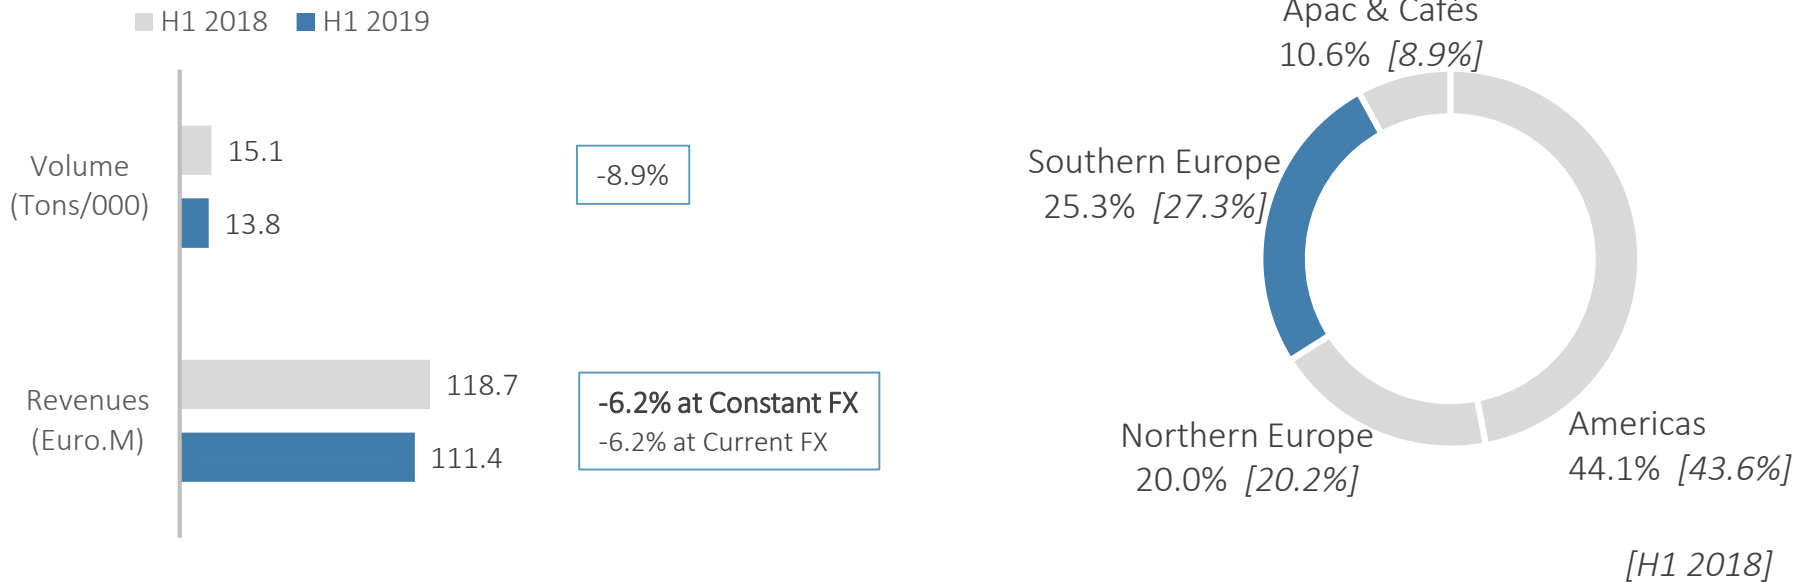 H1 2018 H1 2019
Volume
(Tons/000)
15.1
13.8
-8.9%
Revenues
(Euro.M)
118.7
111.4
-6.2% at Constant FX
-6.2% at Current FX
Apac & Cafés
10.6% [8.9%]
Southern Europe
25.3% [27.3%]
Northern Europe
20.0% [20.2%]
Americas
44.1% [43.6%]
[H1 2018]